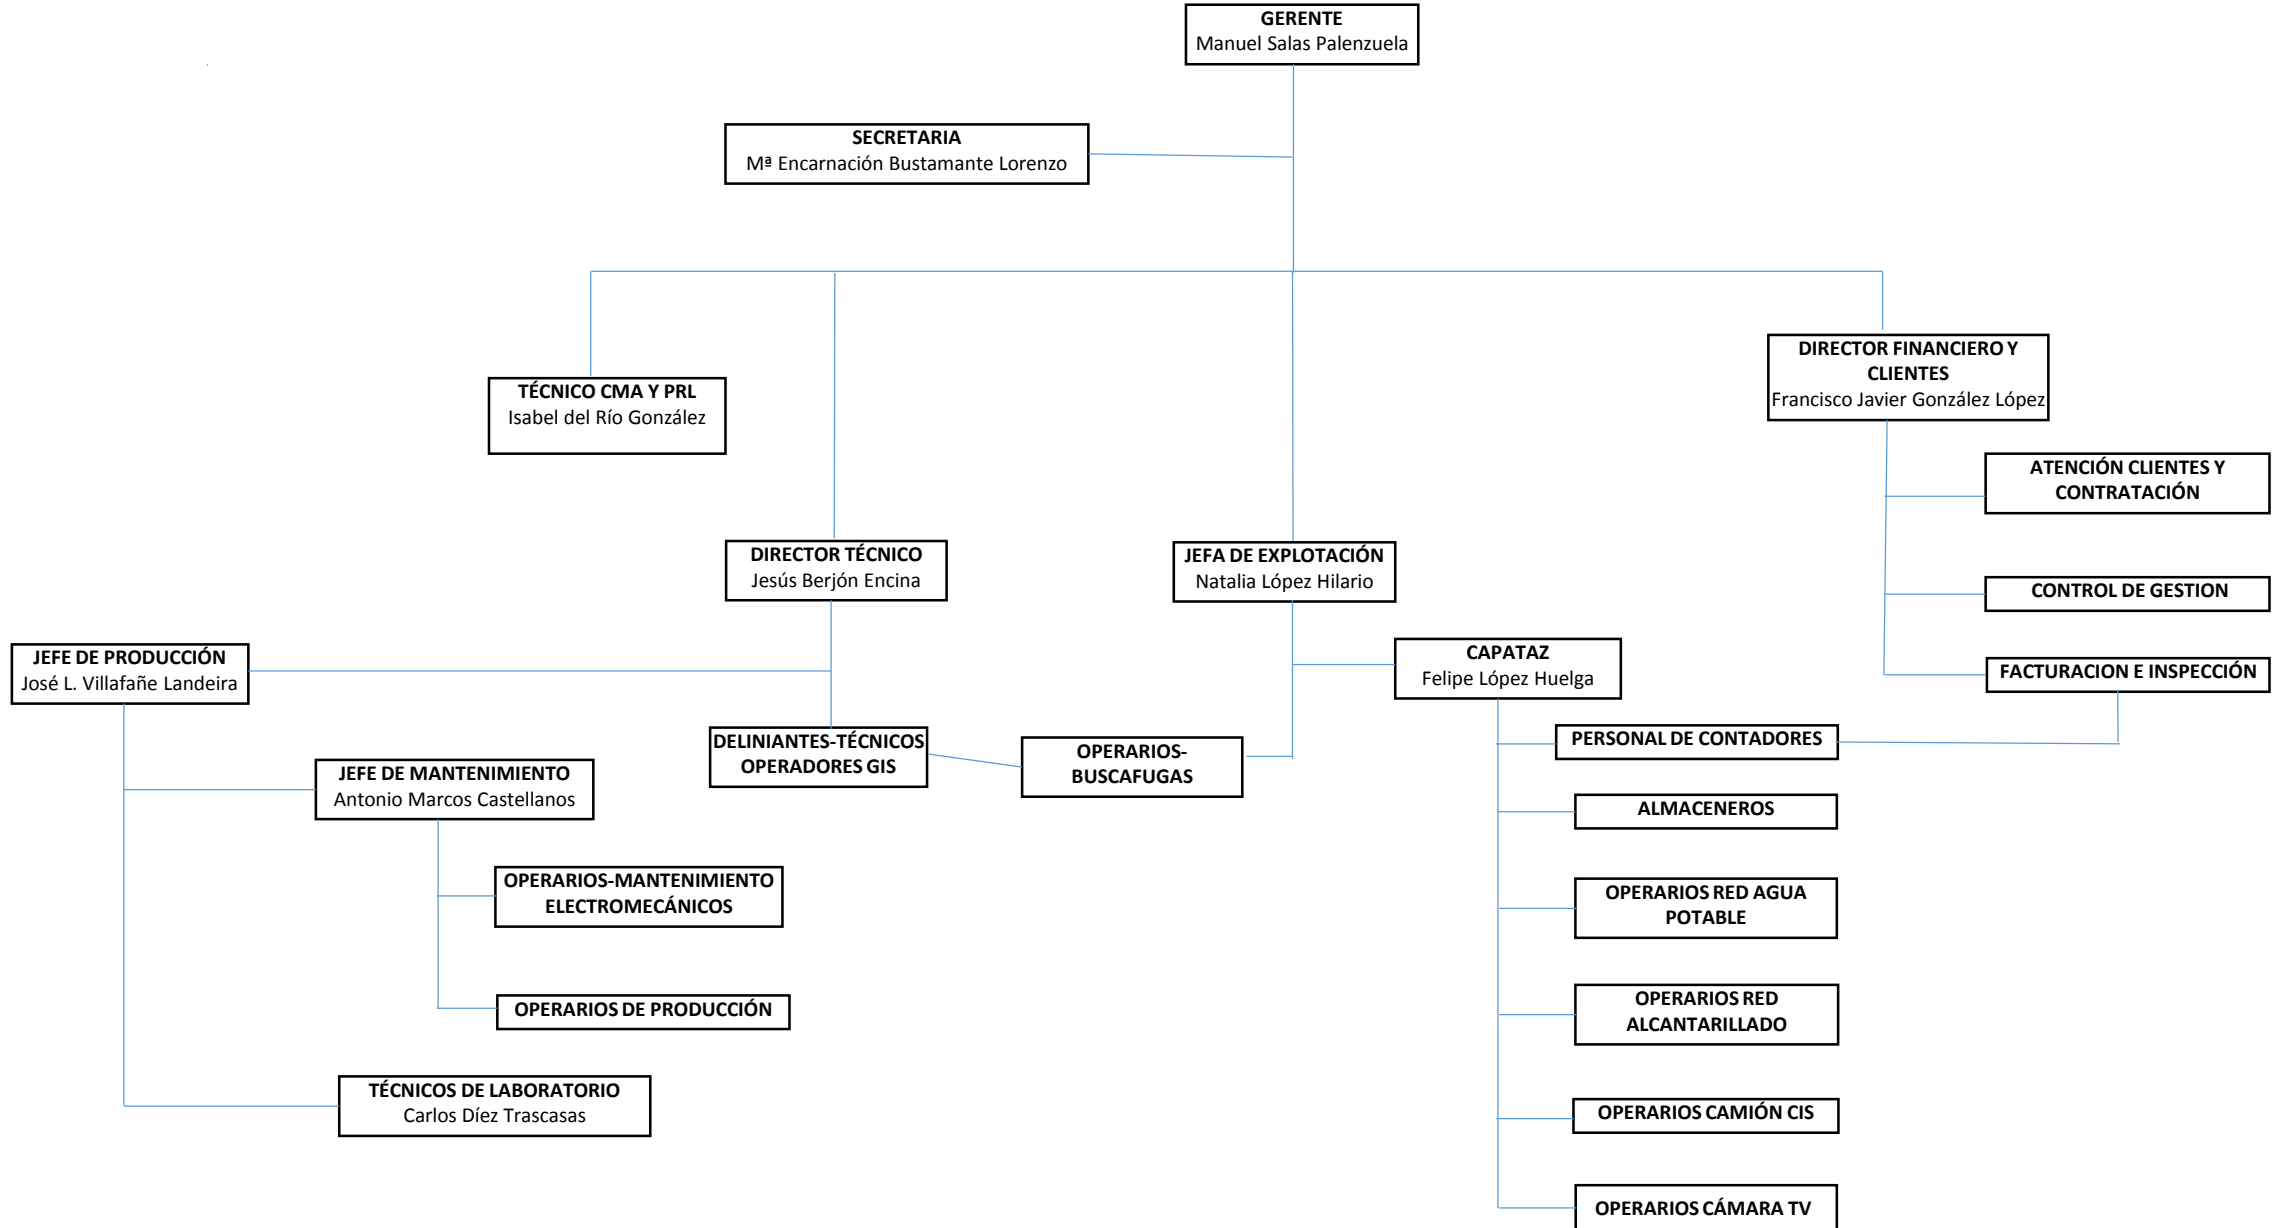 GERENTE
Manuel Salas Palenzuela
SECRETARIA
Mª Encarnación Bustamante Lorenzo
DIRECTOR FINANCIERO Y
CLIENTES
Francisco Javier González López
TÉCNICO CMA Y PRL
Isabel del Río González
ATENCIÓN CLIENTES Y
CONTRATACIÓN
DIRECTOR TÉCNICO
Jesús Berjón Encina
JEFA DE EXPLOTACIÓN
Natalia López Hilario
CONTROL DE GESTION
JEFE DE PRODUCCIÓN
José L. Villafañe Landeira
CAPATAZ
Felipe López Huelga
FACTURACION E INSPECCIÓN
DELINIANTES-TÉCNICOS
OPERADORES GIS
OPERARIOS-
BUSCAFUGAS
PERSONAL DE CONTADORES
JEFE DE MANTENIMIENTO
Antonio Marcos Castellanos
ALMACENEROS
OPERARIOS-MANTENIMIENTO
ELECTROMECÁNICOS
OPERARIOS RED AGUA
POTABLE
OPERARIOS DE PRODUCCIÓN
OPERARIOS RED
ALCANTARILLADO
TÉCNICOS DE LABORATORIO
Carlos Díez Trascasas
OPERARIOS CAMIÓN CIS
OPERARIOS CÁMARA TV